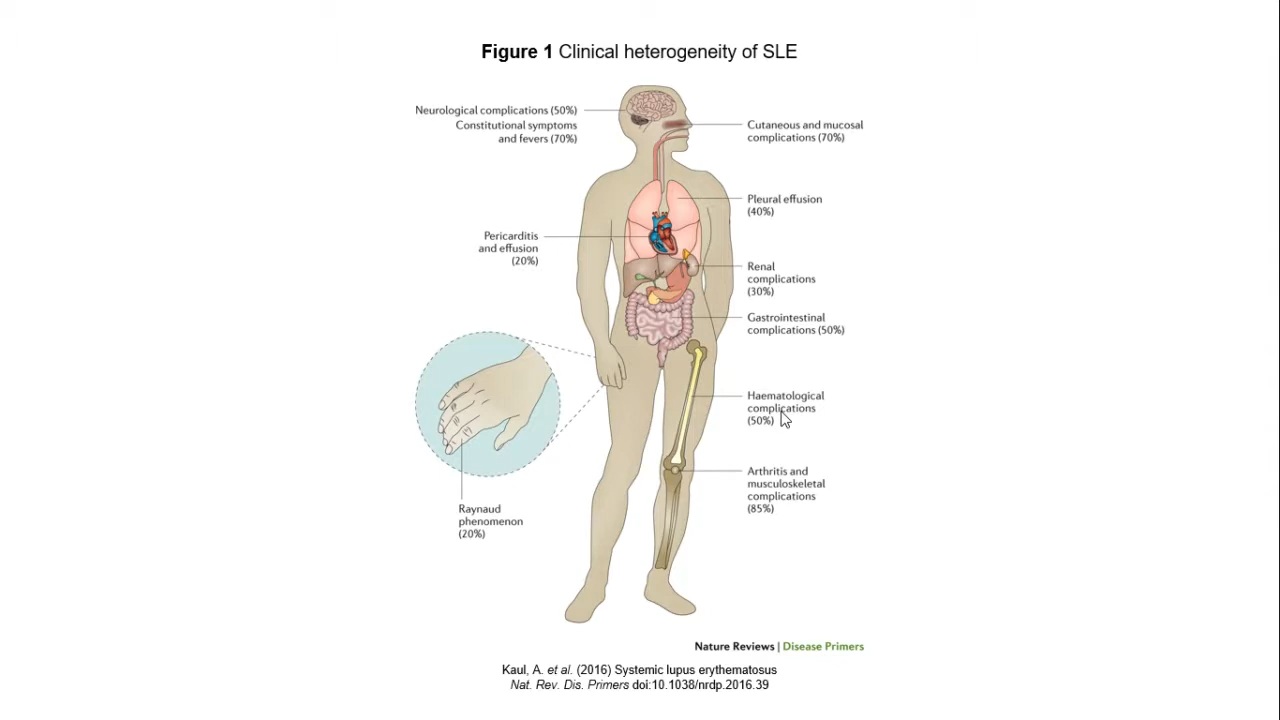 Figure 1 Clinical heterogeneity of SLE
Neurological complications (50%)
Constitutional symptoms
and fevers (70%)
Cutaneous and mucosal
complications (70%)
Pleural effusion
(40%)
Pericarditis
and effusion
(20%)
Renal
complications
(30%)
Gastrointestinal
complications (50%)
Haematological
complications
(50%)
Arthritis and
musculoskeletal
complications
(85%)
Raynaud
phenomenon
(20%)
Nature Reviews | Disease Primers
Kaul, A. et al. (2016) Systemic lupus erythematosus
Nat. Rev. Dis. Primers doi:10.1038/nrdp.2016.39